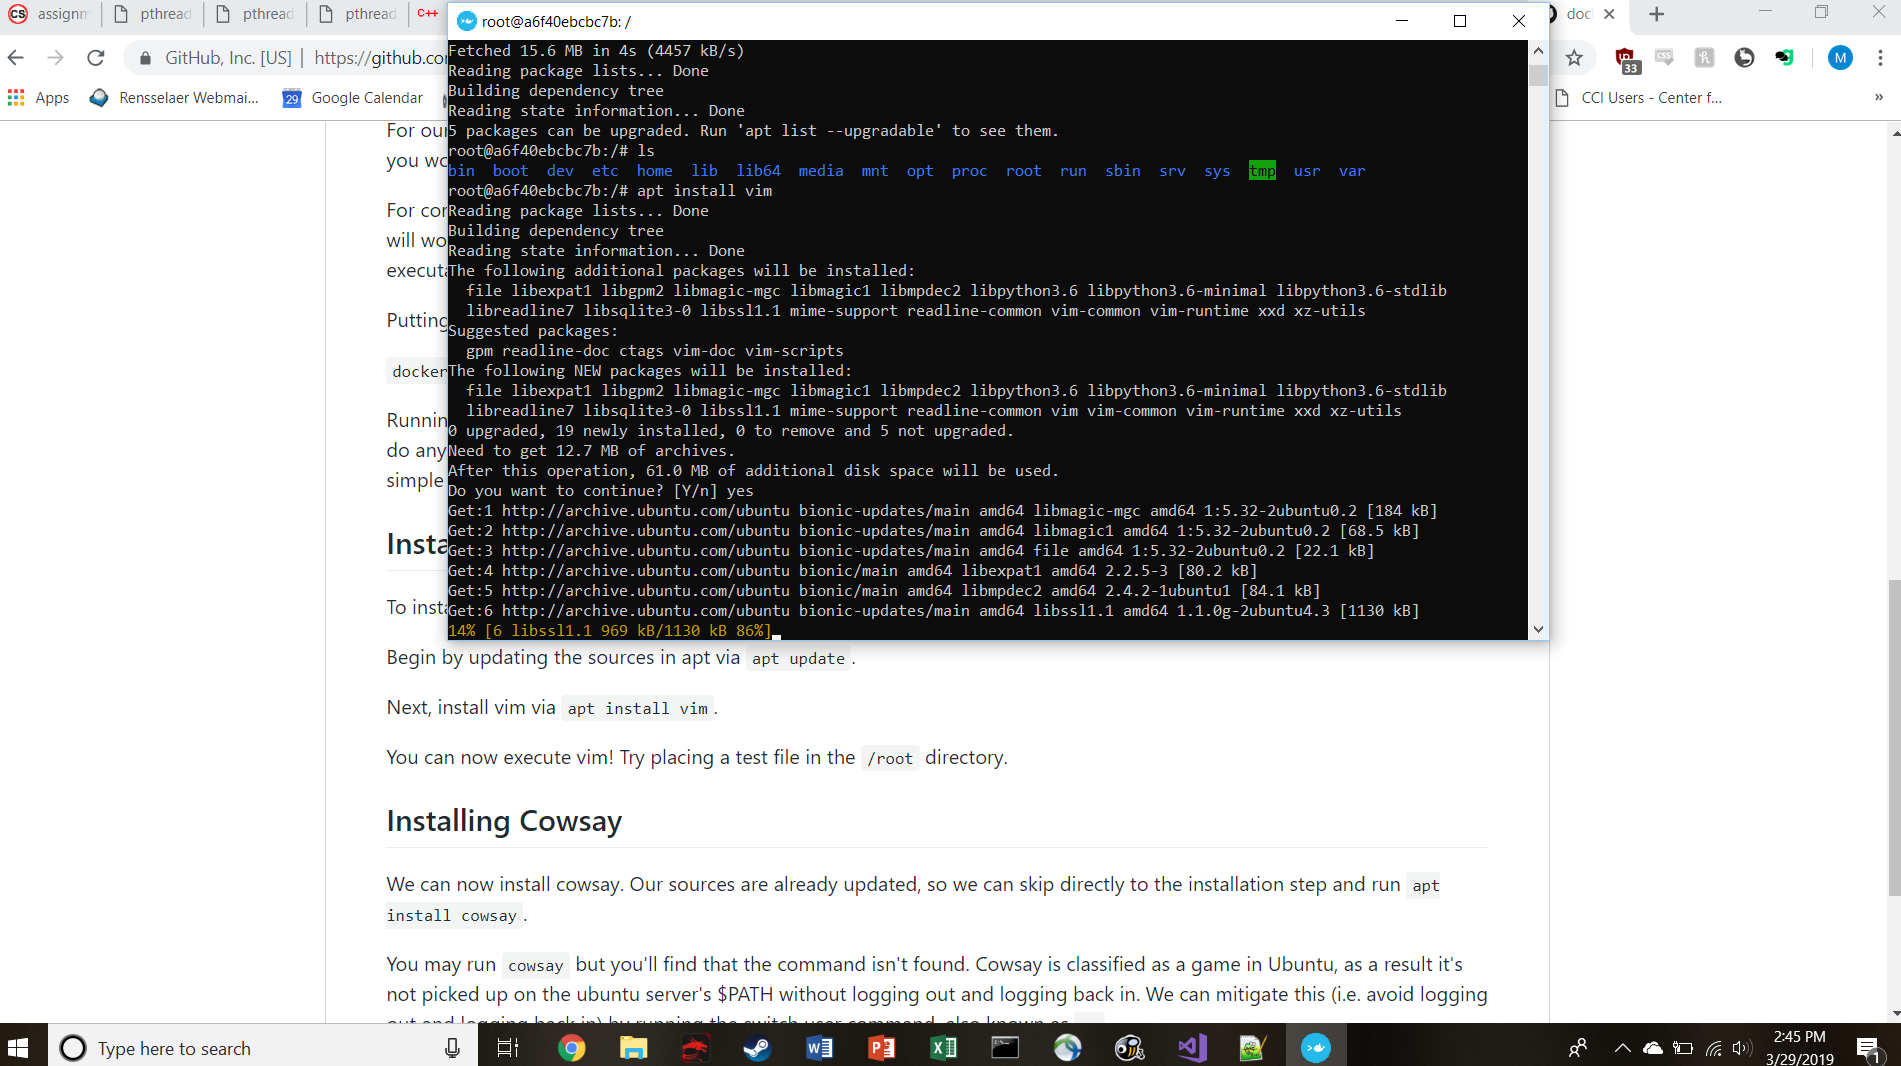 assignm
pthread
pthread
pthread
C++
root@a6f40ebcbc7b: /
doc
GitHub, Inc. [US] | https://github.co
33
M
Apps
Rensselaer Webmai...
29
Google Calendar
CCI Users - Center f...
»
Fetched 15.6 MB in 4s (4457 kB/s)
Reading package lists... Done
Building dependency tree
Reading state information... Done
5 packages can be upgraded. Run 'apt list --upgradable' to see them.
root@a6f40ebcbc7b:/# ls
bin boot dev etc home lib lib64 media mnt opt proc root run sbin srv sys tmp usr var
root@a6f40ebcbc7b:/# apt install vim
Reading package lists... Done
Building dependency tree
Reading state information... Done
The following additional packages will be installed:
file libexpat1 libgpm2 libmagic-mgc libmagic1 libmpdec2 libpython3.6 libpython3.6-minimal libpython3.6-stdlib
libreadline7 libsqlite3-0 libssl1.1 mime-support readline-common vim-common vim-runtime xxd xz-utils
Suggested packages:
gpm readline-doc ctags vim-doc vim-scripts
The following NEW packages will be installed:
file libexpat1 libgpm2 libmagic-mgc libmagic1 libmpdec2 libpython3.6 libpython3.6-minimal libpython3.6-stdlib
libreadline7 libsqlite3-0 libssl1.1 mime-support readline-common vim vim-common vim-runtime xxd xz-utils
0 upgraded, 19 newly installed, 0 to remove and 5 not upgraded.
Need to get 12.7 MB of archives.
After this operation, 61.0 MB of additional disk space will be used.
Do you want to continue? [Y/n] yes
Get:1 http://archive.ubuntu.com/ubuntu bionic-updates/main amd64 libmagic-mgc amd64 1:5.32-2ubuntu0.2 [184 kB]
Get:2 http://archive.ubuntu.com/ubuntu bionic-updates/main amd64 libmagic1 amd64 1:5.32-2ubuntu0.2 [68.5 kB]
Get:3 http://archive.ubuntu.com/ubuntu bionic-updates/main amd64 file amd64 1:5.32-2ubuntu0.2 [22.1 kB]
Get:4 http://archive.ubuntu.com/ubuntu bionic/main amd64 libexpat1 amd64 2.2.5-3 [80.2 kB]
Get:5 http://archive.ubuntu.com/ubuntu bionic/main amd64 libmpdec2 amd64 2.4.2-1ubuntu1 [84.1 kB]
Get:6 http://archive.ubuntu.com/ubuntu bionic-updates/main amd64 libssl1.1 amd64 1.1.0g-2ubuntu4.3 [1130 kB]
14% [6 libssl1.1 969 kB/1130 kB 86%]
For our
you wo
For con
will wo
executa
Putting
docker
Runnin
do any
simple
Insta
To insta
Begin by updating the sources in apt via apt update.
Next, install vim via apt install vim.
You can now execute vim! Try placing a test file in the /root directory.
Installing Cowsay
We can now install cowsay. Our sources are already updated, so we can skip directly to the installation step and run apt
install cowsay.
You may run cowsay but you'll find that the command isn't found. Cowsay is classified as a game in Ubuntu, as a result it's
not picked up on the ubuntu server's $PATH without logging out and logging back in. We can mitigate this (i.e. avoid logging
out and logging back in) by running the switch user command, also known as
Type here to search
2:45 PM
3/29/2019
1